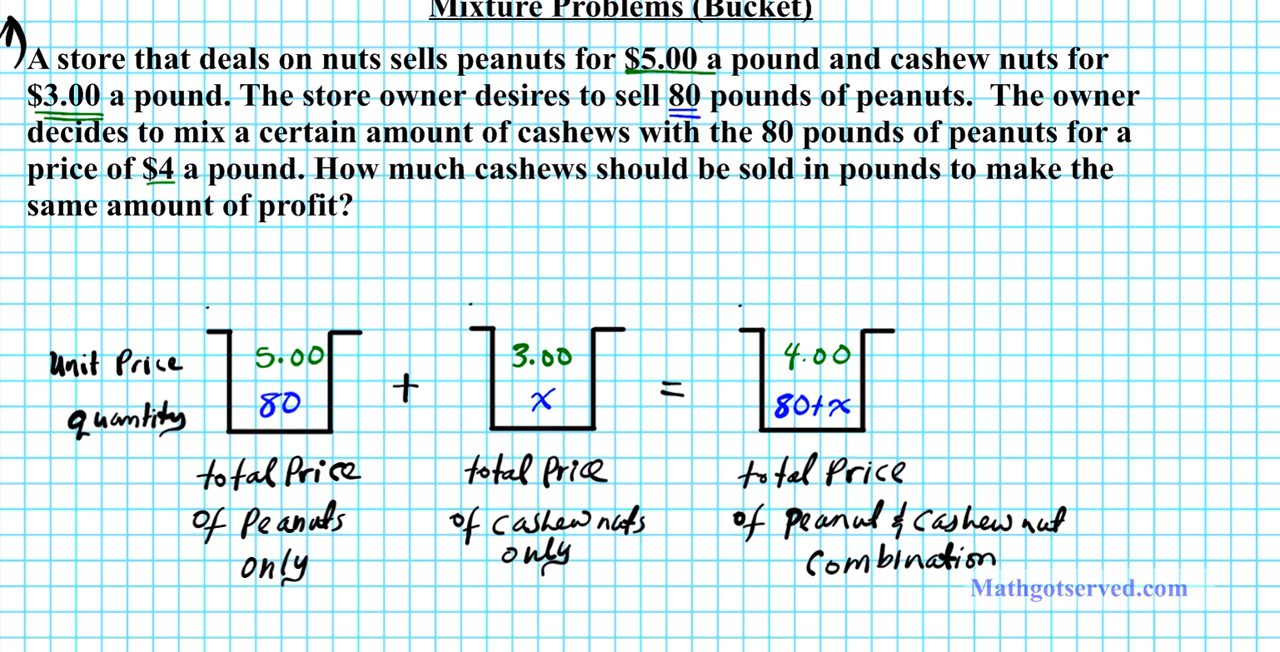 Mixture Problems (Bucket)
A store that deals on nuts sells peanuts for $5.00 a pound and cashew nuts for
$3.00 a pound. The store owner desires to sell 80 pounds of peanuts. The owner
decides to mix a certain amount of cashews with the 80 pounds of peanuts for a
price of $4 a pound. How much cashews should be sold in pounds to make the
same amount of profit?
Unit Price 5.00 3.00 4.00
quantity 80 + x = 80+x
total Price total Price total Price
of Peanuts of cashew nuts of peanut & cashew nut
only only combination
Mathgotserved.com